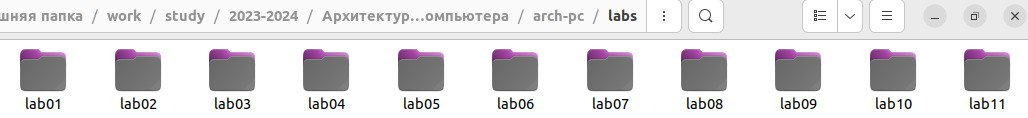 шняя папка / work / study / 2023-2024 / Архитектур…омпьютера / arch-pc / labs
lab01 lab02 lab03 lab04 lab05 lab06 lab07 lab08 lab09 lab10 lab11